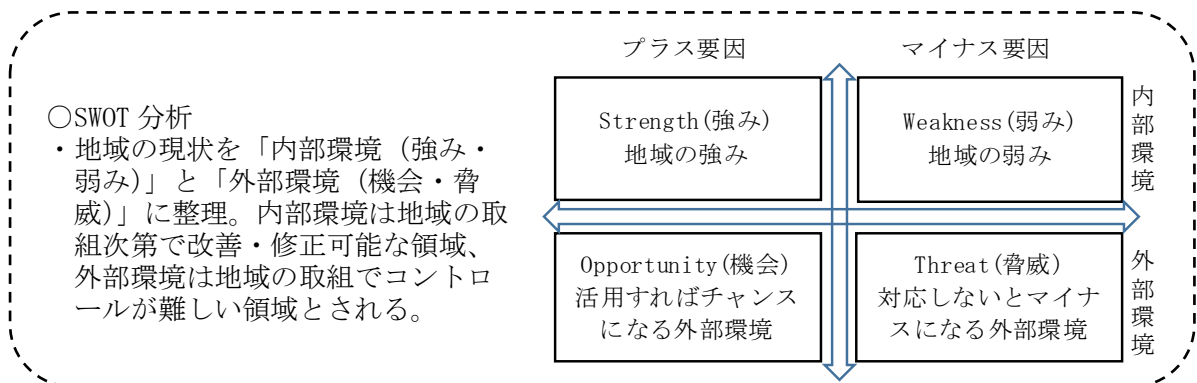 ○SWOT 分析
・地域の現状を「内部環境（強み・
弱み）」と「外部環境（機会・脅
威）」に整理。内部環境は地域の取
組次第で改善・修正可能な領域、
外部環境は地域の取組でコントロ
ールが難しい領域とされる。
プラス要因
マイナス要因
Strength(強み)
地域の強み
Weakness(弱み)
地域の弱み
内部環境
Opportunity(機会)
活用すればチャンス
になる外部環境
Threat(脅威)
対応しないとマイナ
スになる外部環境
外部環境